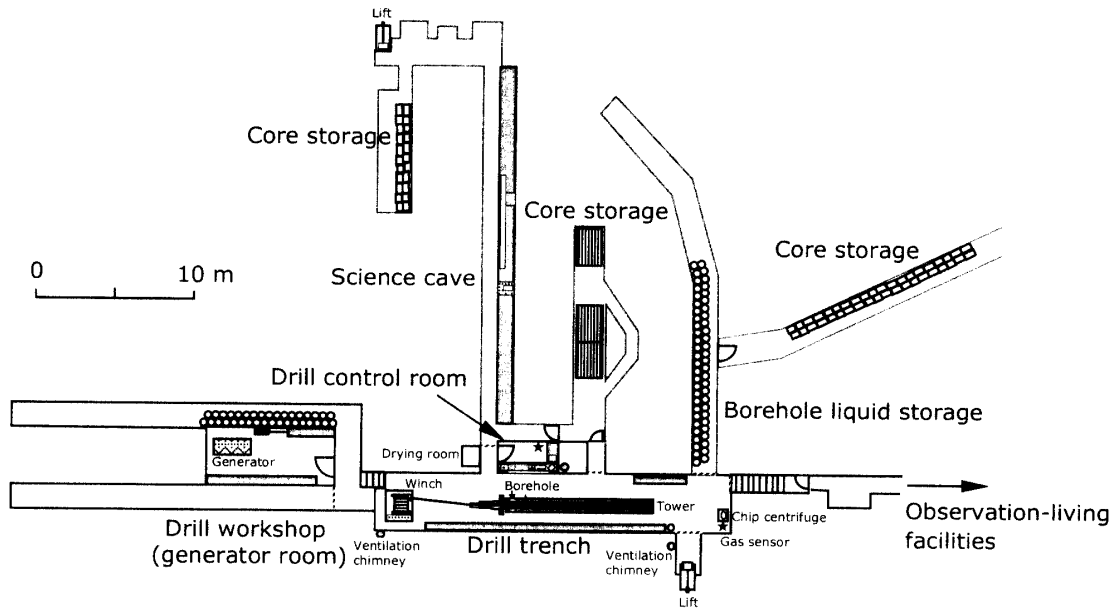 Lift
Core storage
Core storage
Core storage
0 10 m
Science cave
Drill control room
Borehole liquid storage
Generator
Drying room
Winch
Borehole
Tower
Chip centrifuge
Gas sensor
Observation-living
facilities
Drill workshop
(generator room)
Ventilation
chimney
Drill trench
Ventilation
chimney
Lift